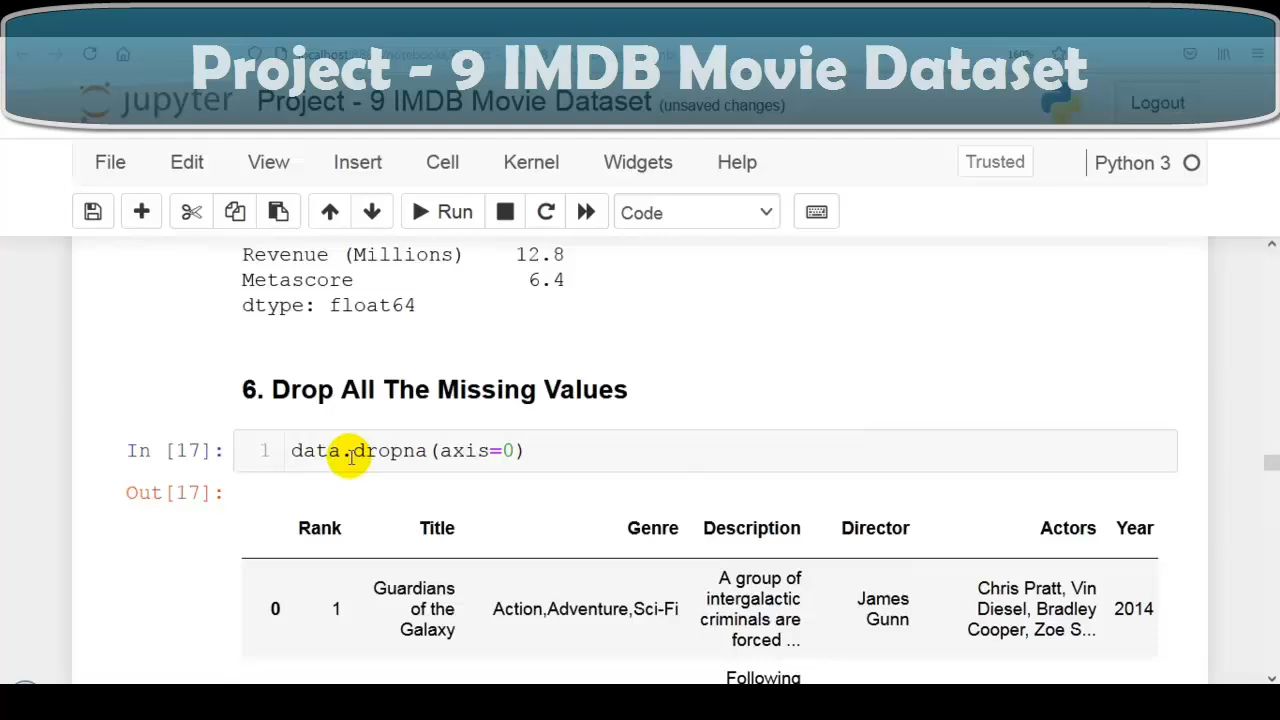 Project - 9 IMDB Movie Dataset
jupyter Project - 9 IMDB Movie Dataset (unsaved changes) Logout
File Edit View Insert Cell Kernel Widgets Help Trusted Python 3
Run Code
Revenue (Millions) 12.8
Metascore 6.4
dtype: float64
6. Drop All The Missing Values
In [17]: 1 data.dropna(axis=0)
Out[17]:
Rank Title Genre Description Director Actors Year
0 1 Guardians of the Galaxy Action,Adventure,Sci-Fi A group of intergalactic criminals are forced ... James Gunn Chris Pratt, Vin Diesel, Bradley Cooper, Zoe S... 2014
Following